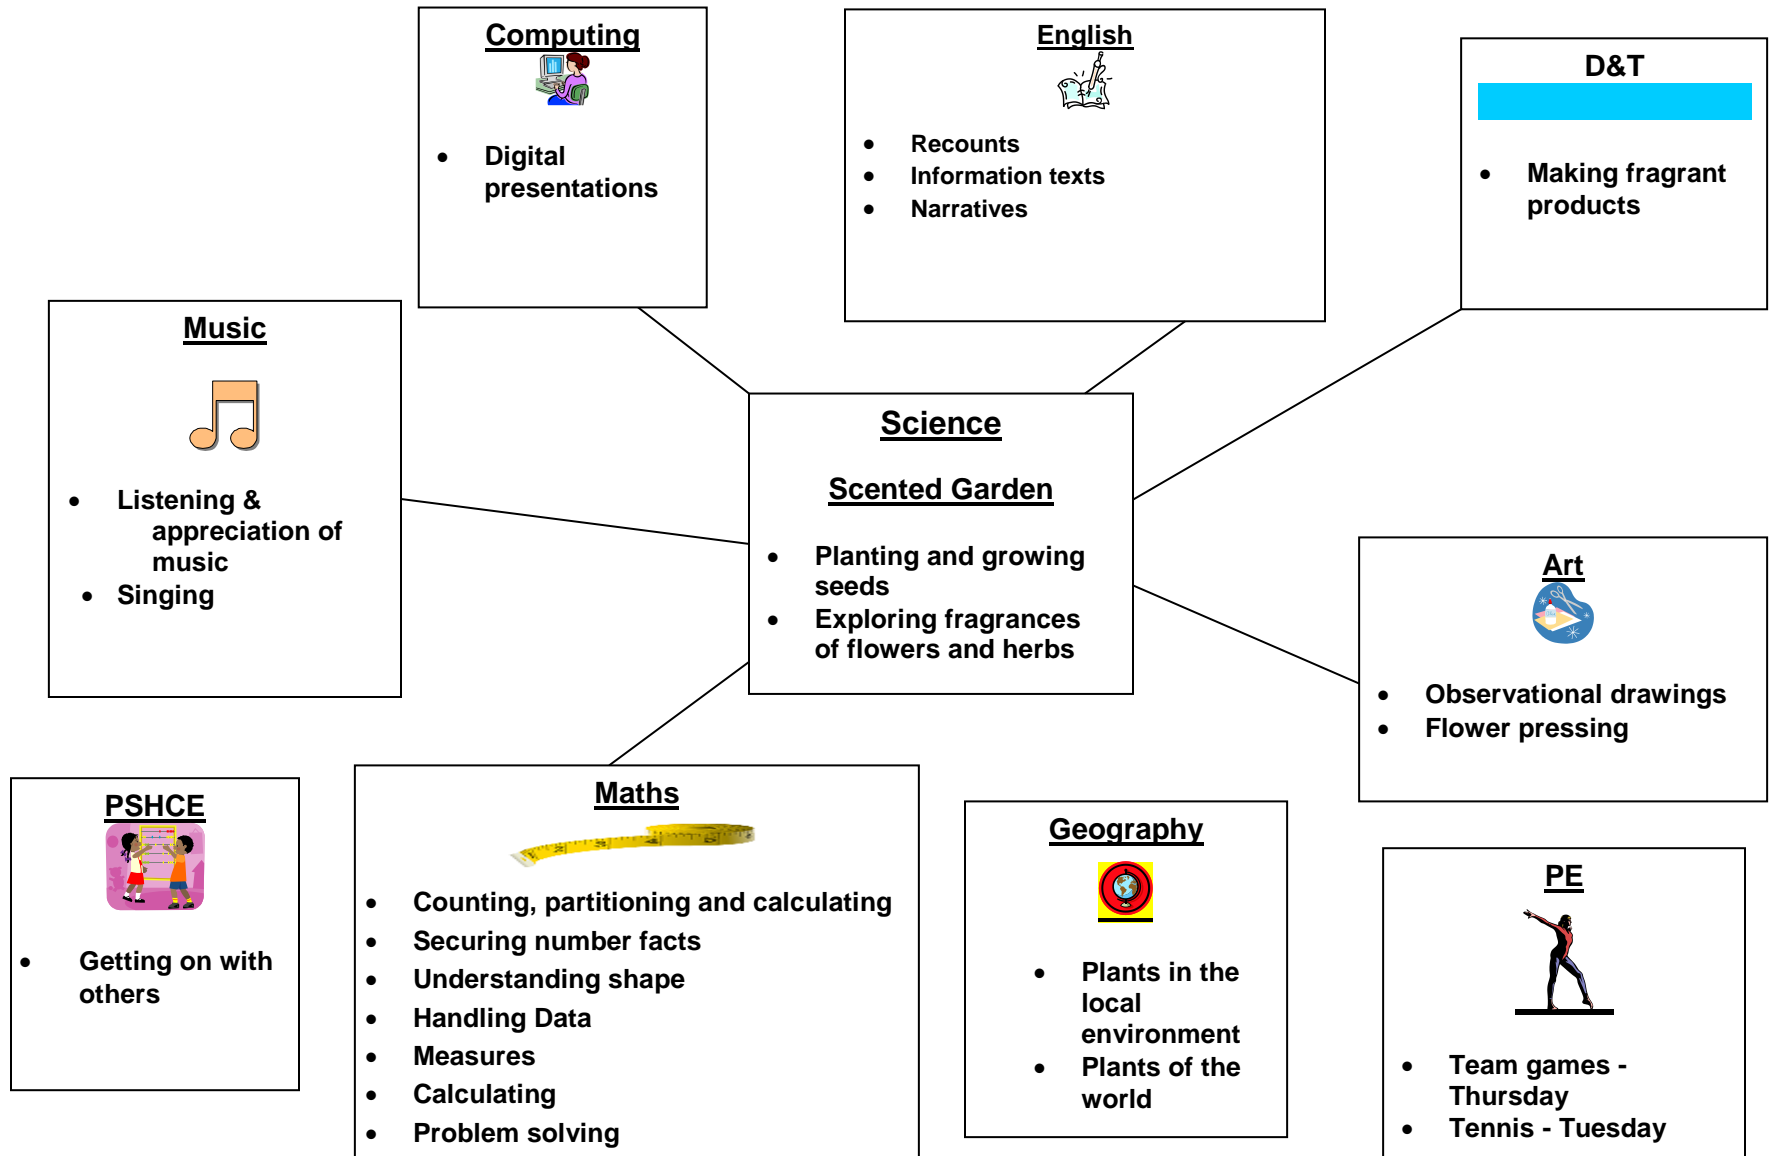 Computing
• Digital
presentations
English
• Recounts
• Information texts
• Narratives
D&T
• Making fragrant
products
Music
• Listening &
appreciation of
music
• Singing
Science
Scented Garden
• Planting and growing
seeds
• Exploring fragrances
of flowers and herbs
Art
• Observational drawings
• Flower pressing
PSHCE
• Getting on with
others
Maths
• Counting, partitioning and calculating
• Securing number facts
• Understanding shape
• Handling Data
• Measures
• Calculating
• Problem solving
Geography
• Plants in the
local
environment
• Plants of the
world
PE
• Team games -
Thursday
• Tennis - Tuesday